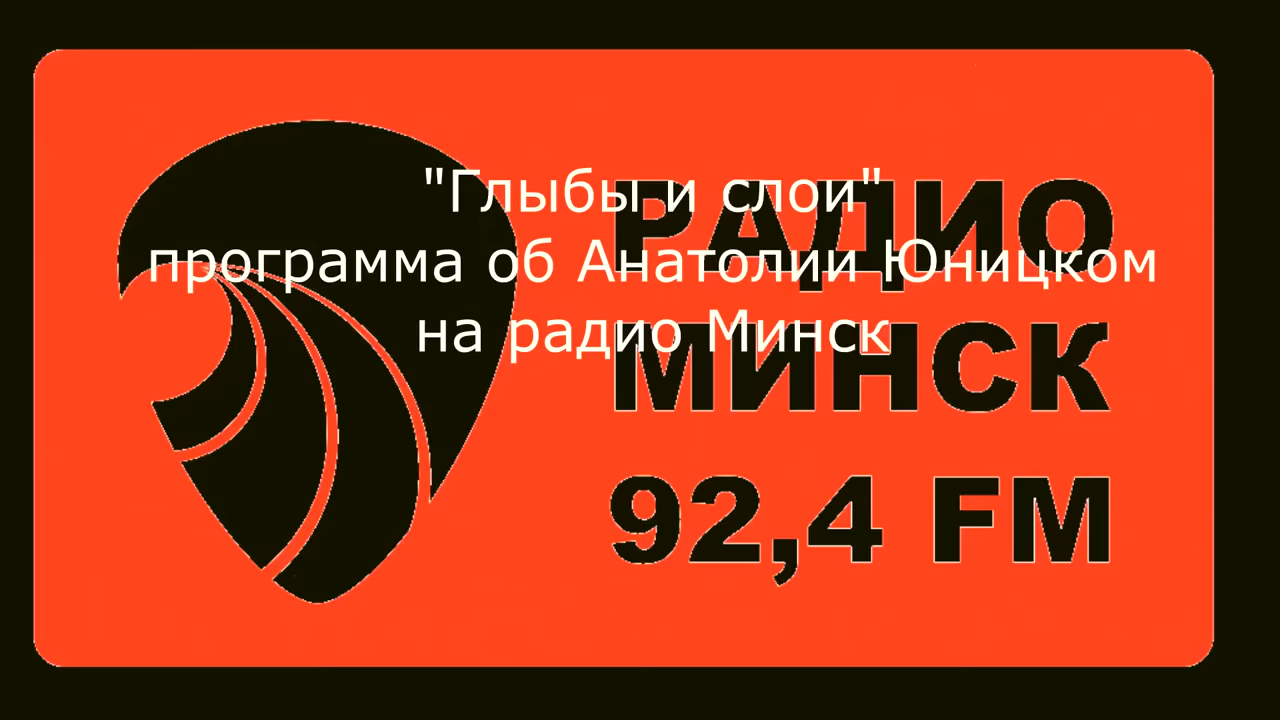 "Глыбы и слои"
программа об Анатолии Юницком
на радио Минск
РАДИО
МИНСК
92,4 FM